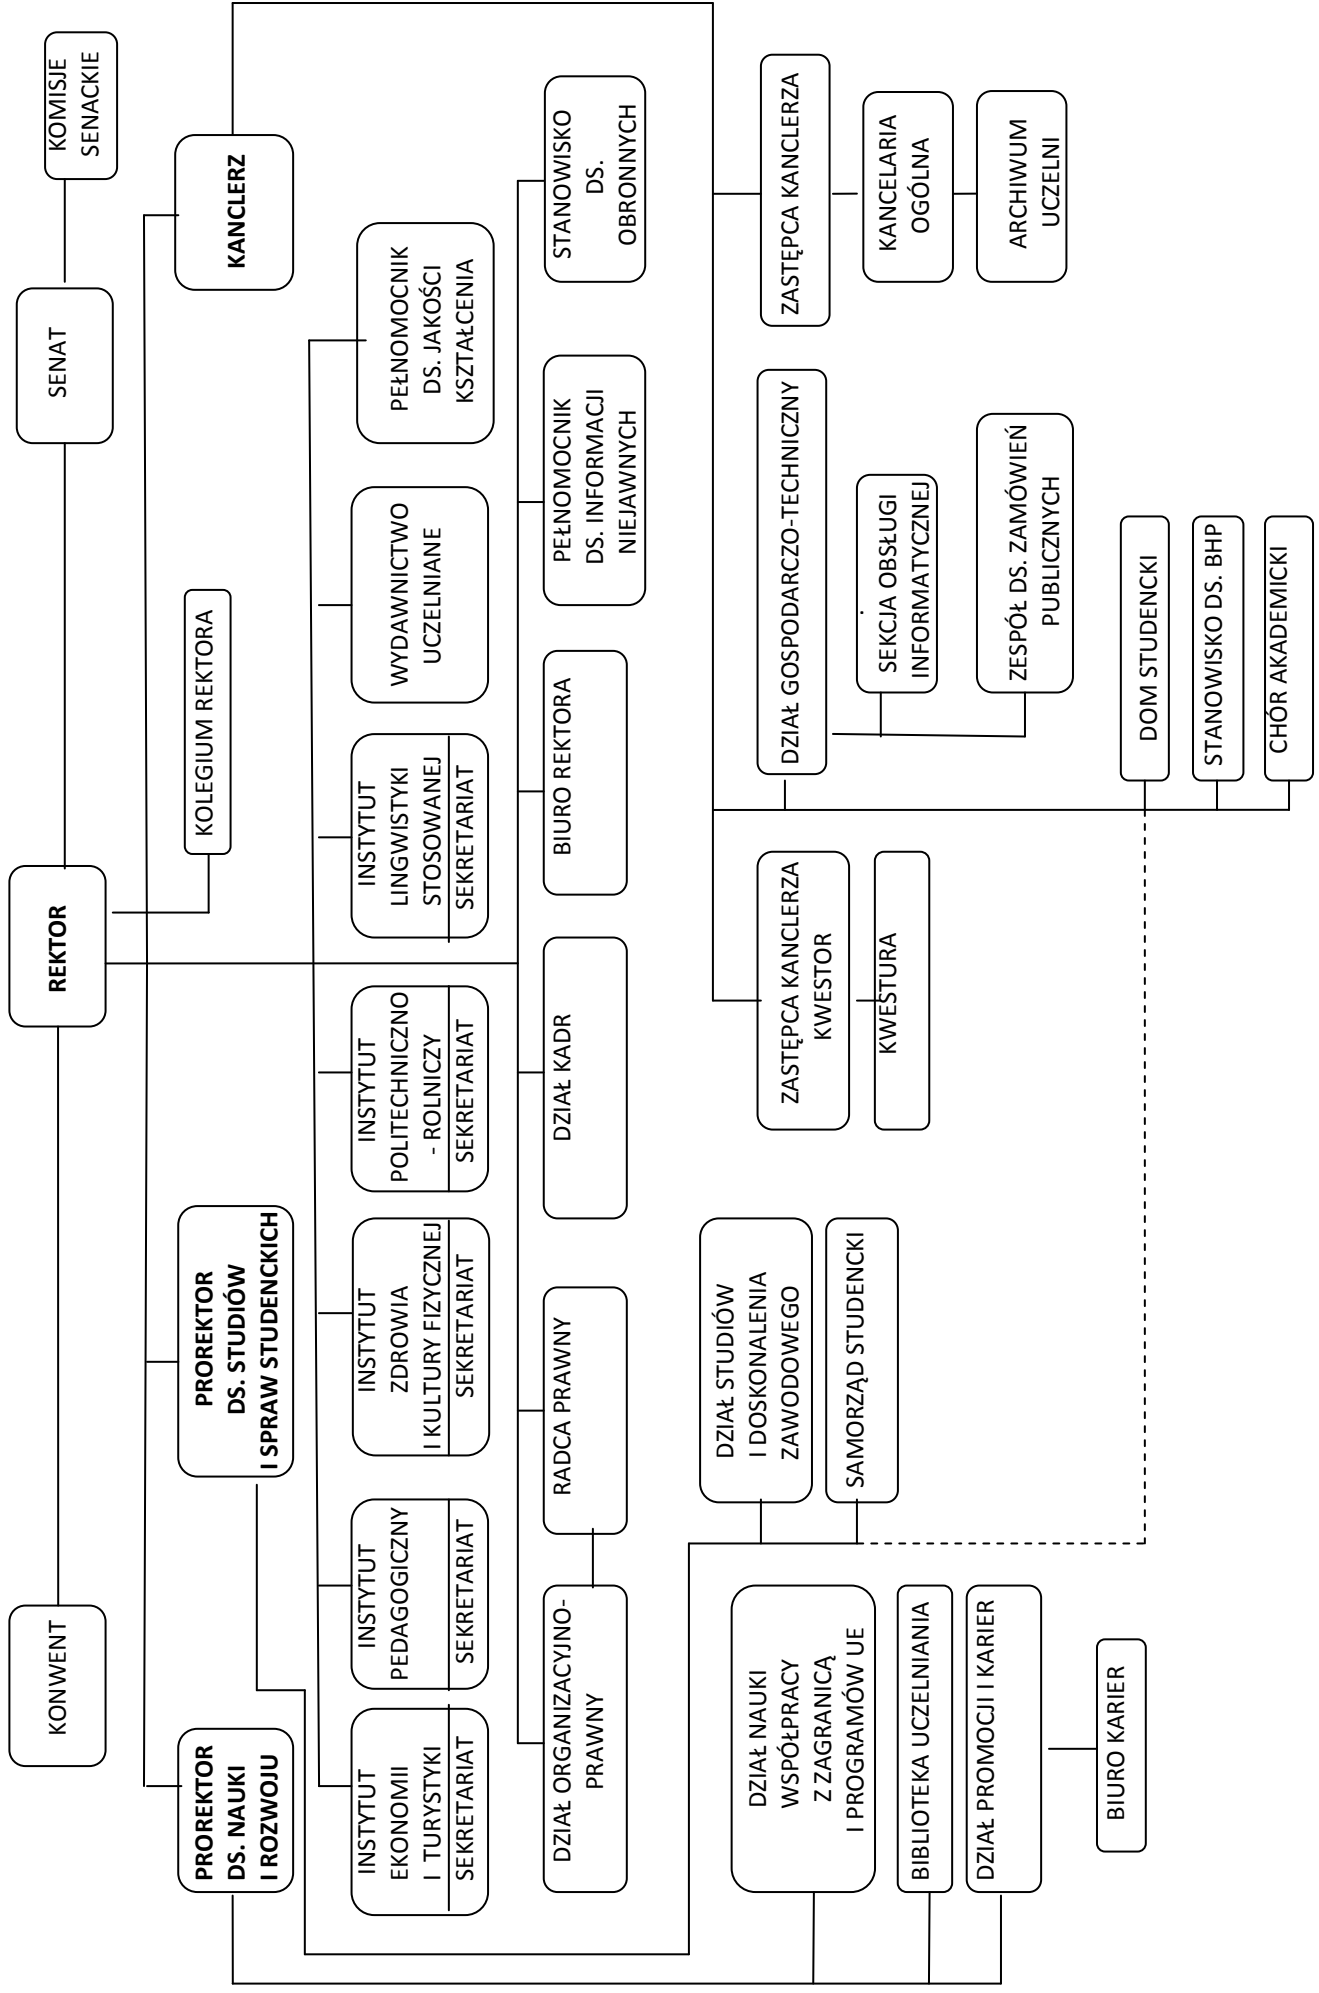 KONWENT
REKTOR
SENAT
KOMISJE
SENACKIE
PROREKTOR
DS. NAUKI
I ROZWOJU
PROREKTOR
DS. STUDIÓW
I SPRAW STUDENCKICH
KOLEGIUM REKTORA
KANCLERZ
INSTYTUT
EKONOMII
I TURYSTYKI
SEKRETARIAT
INSTYTUT
PEDAGOGICZNY
SEKRETARIAT
INSTYTUT
ZDROWIA
I KULTURY FIZYCZNEJ
SEKRETARIAT
INSTYTUT
POLITECHNICZNO
- ROLNICZY
SEKRETARIAT
INSTYTUT
LINGWISTYKI
STOSOWANEJ
SEKRETARIAT
WYDAWNICTWO
UCZELNIANE
PEŁNOMOCNIK
DS. JAKOŚCI
KSZTAŁCENIA
DZIAŁ ORGANIZACYJNO-
PRAWNY
RADCA PRAWNY
DZIAŁ KADR
BIURO REKTORA
PEŁNOMOCNIK
DS. INFORMACJI
NIEJAWNYCH
STANOWISKO
DS.
OBRONNYCH
DZIAŁ NAUKI
WSPÓŁPRACY
Z ZAGRANICĄ
I PROGRAMÓW UE
BIBLIOTEKA UCZELNIANA
DZIAŁ PROMOCJI I KARIER
BIURO KARIER
DZIAŁ STUDIÓW
I DOSKONALENIA
ZAWODOWEGO
SAMORZĄD STUDENCKI
ZASTĘPCA KANCLERZA
KWESTOR
KWESTURA
DZIAŁ GOSPODARCZO-TECHNICZNY
SEKCJA OBSŁUGI
INFORMATYCZNEJ
ZESPÓŁ DS. ZAMÓWIEŃ
PUBLICZNYCH
DOM STUDENCKI
STANOWISKO DS. BHP
CHÓR AKADEMICKI
ZASTĘPCA KANCLERZA
KANCELARIA
OGÓLNA
ARCHIWUM
UCZELNI